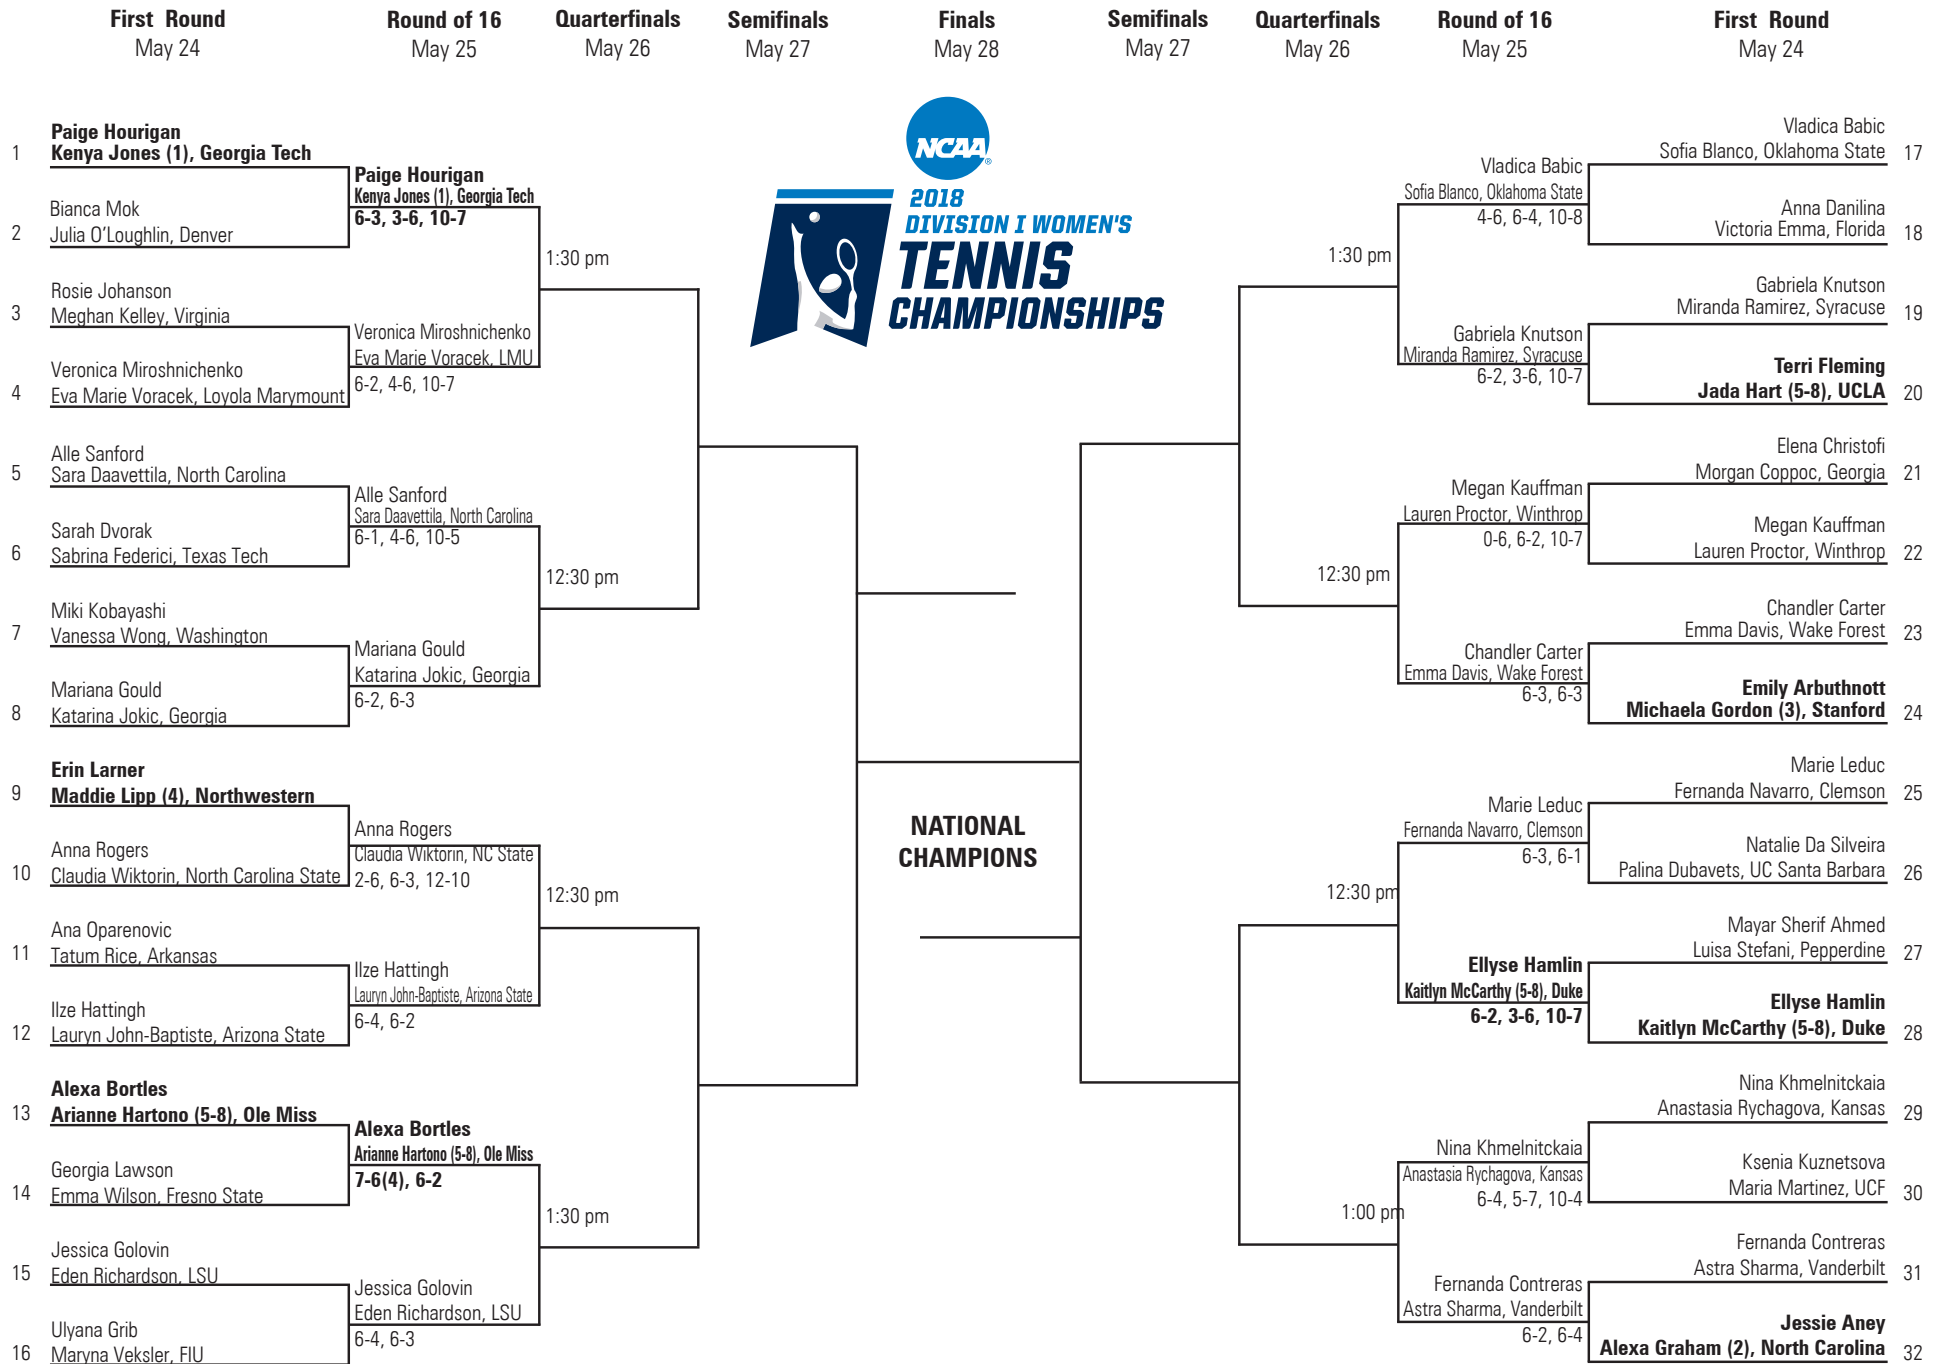 First Round
May 24
Round of 16
May 25
Quarterfinals
May 26
Semifinals
May 27
Finals
May 28
Semifinals
May 27
Quarterfinals
May 26
Round of 16
May 25
First Round
May 24
1
Paige Hourigan
Kenya Jones (1), Georgia Tech
2
Bianca Mok
Julia O'Loughlin, Denver
3
Rosie Johanson
Meghan Kelley, Virginia
4
Veronica Miroshnichenko
Eva Marie Voracek, Loyola Marymount
5
Alle Sanford
Sara Daavettila, North Carolina
6
Sarah Dvorak
Sabrina Federici, Texas Tech
7
Miki Kobayashi
Vanessa Wong, Washington
8
Mariana Gould
Katarina Jokic, Georgia
9
Erin Larner
Maddie Lipp (4), Northwestern
10
Anna Rogers
Claudia Wiktorin, North Carolina State
11
Ana Oparenovic
Tatum Rice, Arkansas
12
Ilze Hattingh
Lauryn John-Baptiste, Arizona State
13
Alexa Bortles
Arianne Hartono (5-8), Ole Miss
14
Georgia Lawson
Emma Wilson, Fresno State
15
Jessica Golovin
Eden Richardson, LSU
16
Ulyana Grib
Maryna Veksler, FIU
Paige Hourigan
Kenya Jones (1), Georgia Tech
6-3, 3-6, 10-7
Veronica Miroshnichenko
Eva Marie Voracek, LMU
6-2, 4-6, 10-7
Alle Sanford
Sara Daavettila, North Carolina
6-1, 4-6, 10-5
Mariana Gould
Katarina Jokic, Georgia
6-2, 6-3
Anna Rogers
Claudia Wiktorin, NC State
2-6, 6-3, 12-10
Ilze Hattingh
Lauryn John-Baptiste, Arizona State
6-4, 6-2
Alexa Bortles
Arianne Hartono (5-8), Ole Miss
7-6(4), 6-2
Jessica Golovin
Eden Richardson, LSU
6-4, 6-3
1:30 pm
12:30 pm
12:30 pm
1:30 pm
NCAA
®
2018
DIVISION I WOMEN'S
TENNIS
CHAMPIONSHIPS
NATIONAL
CHAMPIONS
1:30 pm
12:30 pm
12:30 pm
1:00 pm
Vladica Babic
Sofia Blanco, Oklahoma State
4-6, 6-4, 10-8
Gabriela Knutson
Miranda Ramirez, Syracuse
6-2, 3-6, 10-7
Megan Kauffman
Lauren Proctor, Winthrop
0-6, 6-2, 10-7
Chandler Carter
Emma Davis, Wake Forest
6-3, 6-3
Marie Leduc
Fernanda Navarro, Clemson
6-3, 6-1
Ellyse Hamlin
Kaitlyn McCarthy (5-8), Duke
6-2, 3-6, 10-7
Nina Khmelnitckaia
Anastasia Rychagova, Kansas
6-4, 5-7, 10-4
Fernanda Contreras
Astra Sharma, Vanderbilt
6-2, 6-4
Vladica Babic
Sofia Blanco, Oklahoma State
17
Anna Danilina
Victoria Emma, Florida
18
Gabriela Knutson
Miranda Ramirez, Syracuse
19
Terri Fleming
Jada Hart (5-8), UCLA
20
Elena Christofi
Morgan Coppoc, Georgia
21
Megan Kauffman
Lauren Proctor, Winthrop
22
Chandler Carter
Emma Davis, Wake Forest
23
Emily Arbuthnott
Michaela Gordon (3), Stanford
24
Marie Leduc
Fernanda Navarro, Clemson
25
Natalie Da Silveira
Palina Dubavets, UC Santa Barbara
26
Mayar Sherif Ahmed
Luisa Stefani, Pepperdine
27
Ellyse Hamlin
Kaitlyn McCarthy (5-8), Duke
28
Nina Khmelnitckaia
Anastasia Rychagova, Kansas
29
Ksenia Kuznetsova
Maria Martinez, UCF
30
Fernanda Contreras
Astra Sharma, Vanderbilt
31
Jessie Aney
Alexa Graham (2), North Carolina
32